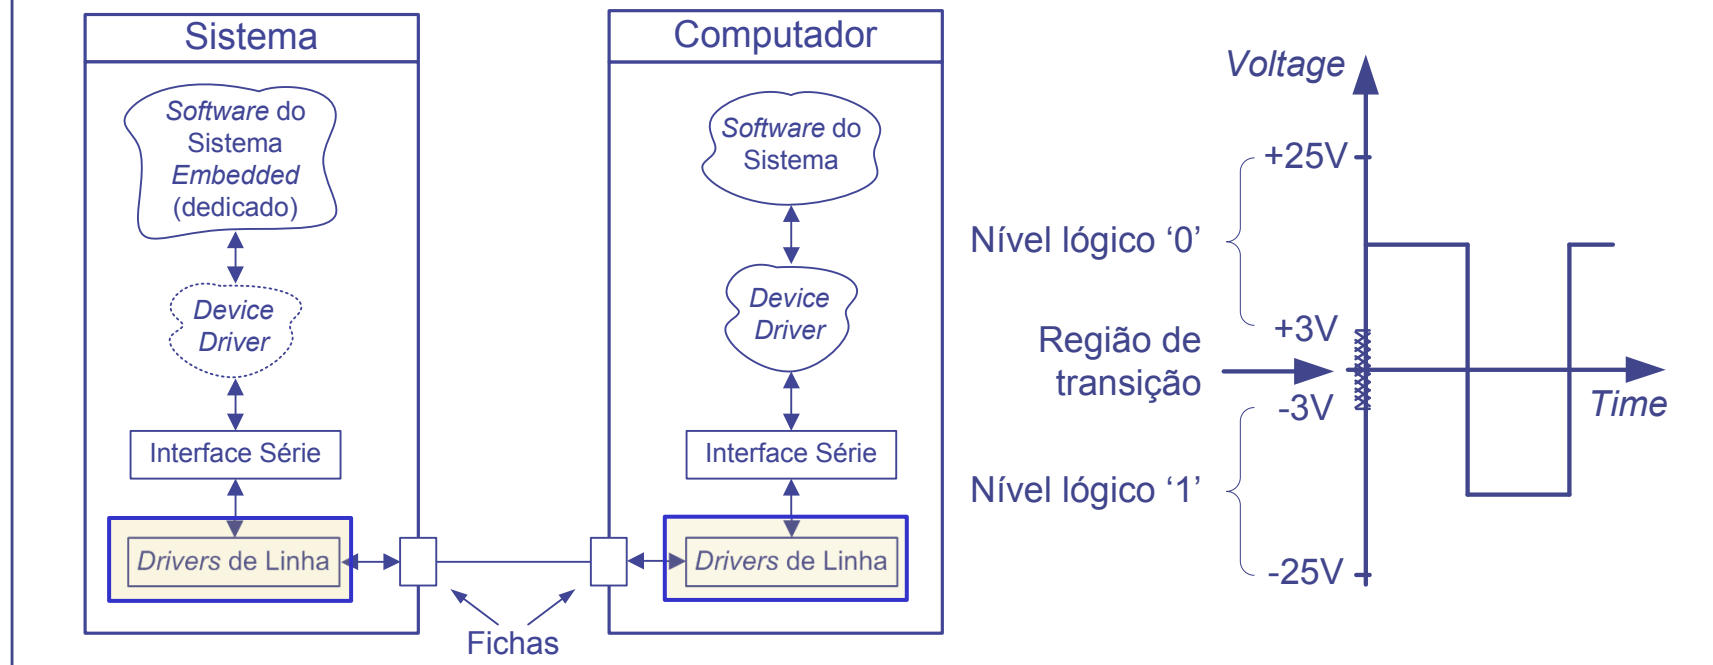 Sistema
Software do
Sistema
Embedded
(dedicado)
Device
Driver
Interface Série
Drivers de Linha
Fichas
Computador
Software do
Sistema
Device
Driver
Interface Série
Drivers de Linha
Voltage
+25V
Nível lógico ‘0’
+3V
Região de
transição
-3V
Time
Nível lógico ‘1’
-25V